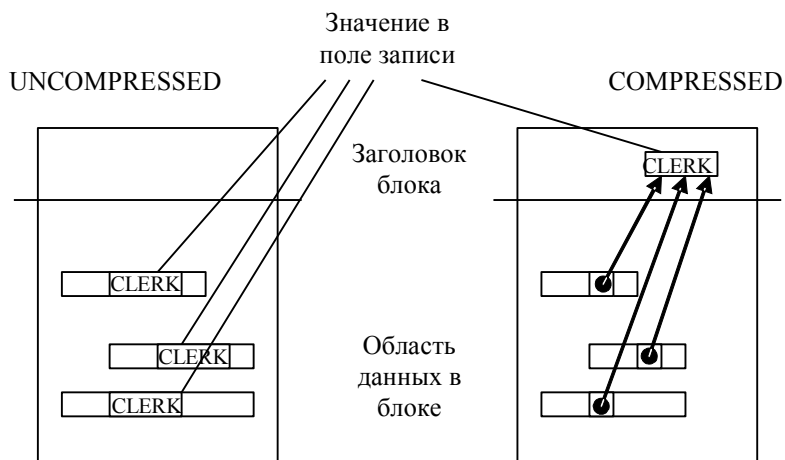 Значение в
поле записи
UNCOMPRESSED
COMPRESSED
Заголовок
блока
CLERK
CLERK
CLERK
CLERK
Область
данных в
блоке